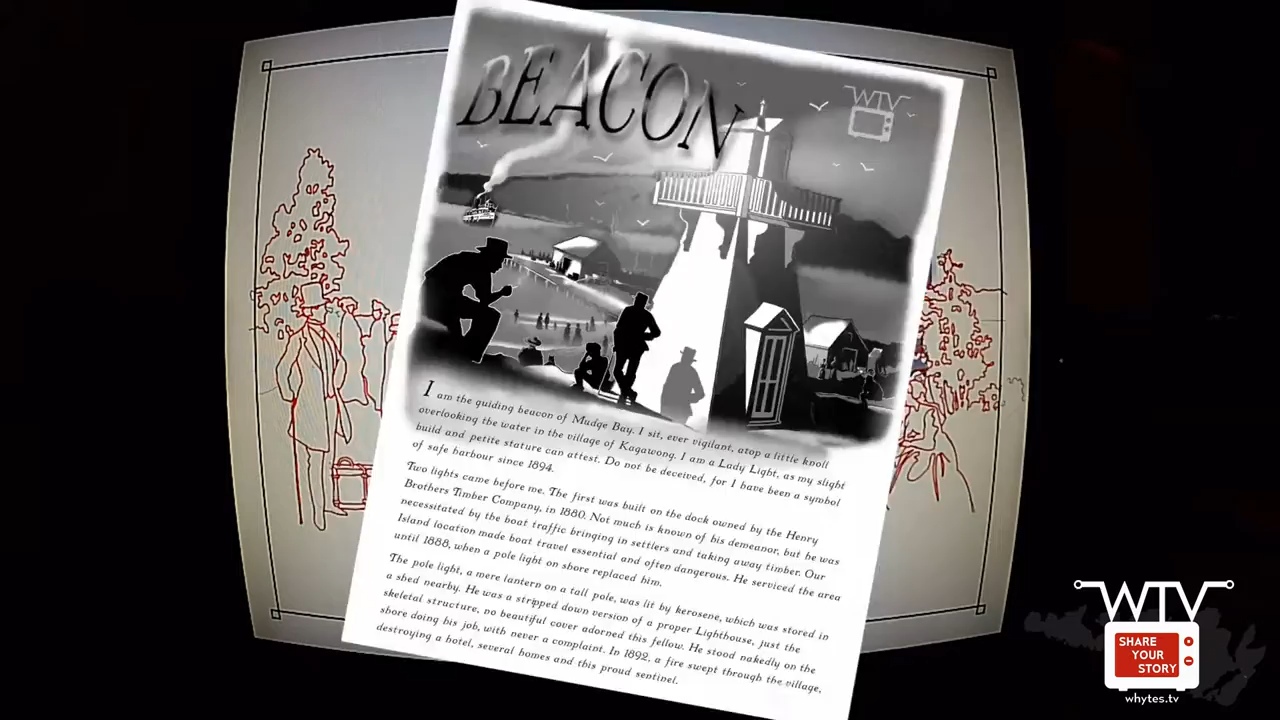 BEACON
WTV
I am the guiding beacon of Mudge Bay. I sit, ever vigilant, atop a little knoll
overlooking the water in the village of Kagawong. I am a Lady Light, as my slight
build and petite stature can attest. Do not be deceived, for I have been a symbol
of safe harbour since 1894.
Two lights came before me. The first was built on the dock owned by the Henry
Brothers Timber Company, in 1880. Not much is known of his demeanor, but he was
necessitated by the boat traffic bringing in settlers and taking away timber. Our
Island location made boat travel essential and often dangerous. He serviced the area
until 1888, when a pole light on shore replaced him.
The pole light, a mere lantern on a tall pole, was lit by kerosene, which was stored in
a shed nearby. He was a stripped down version of a proper Lighthouse, just the
skeletal structure, no beautiful cover adorned this fellow. He stood nakedly on the
shore doing his job, with never a complaint. In 1892, a fire swept through the village,
destroying a hotel, several homes and this proud sentinel.
WTV
SHARE
YOUR
STORY
whytes.tv